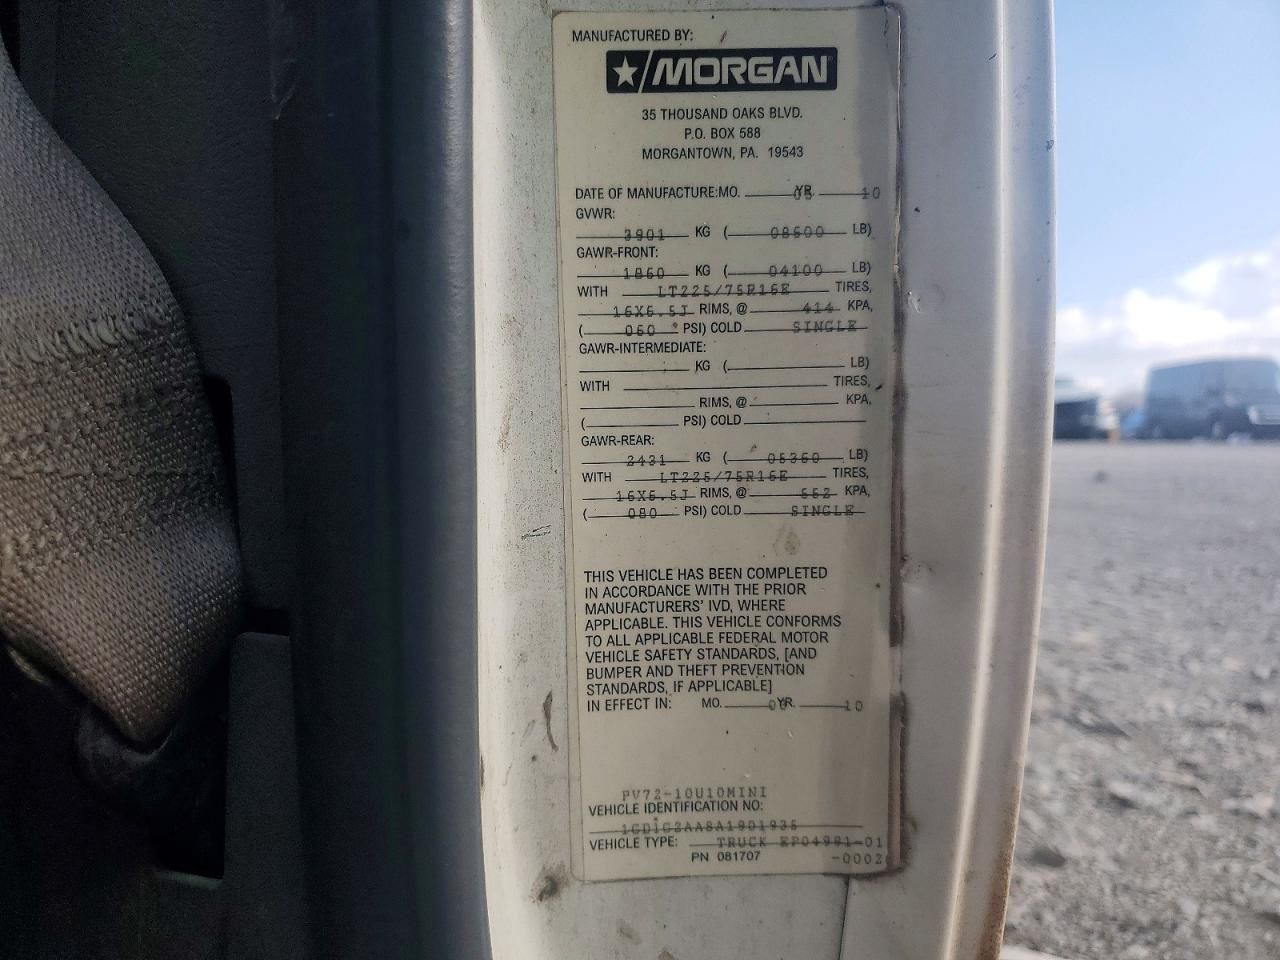 MANUFACTURED BY:
MORGAN
35 THOUSAND OAKS BLVD.
P.O. BOX 588
MORGANTOWN, PA. 19543
DATE OF MANUFACTURE: MO. 05 YR. 10
GVWR:
3901 KG ( 08600 LB)
GAWR-FRONT:
1860 KG ( 04100 LB)
WITH LT225/75R16E TIRES,
16X6.5J RIMS, @ 414 KPA,
( 060 PSI) COLD SINGLE
GAWR-INTERMEDIATE:
KG ( LB)
WITH TIRES,
RIMS, @ KPA,
( PSI) COLD
GAWR-REAR:
2431 KG ( 05360 LB)
WITH LT225/75R16E TIRES,
16X6.5J RIMS, @ 552 KPA,
( 080 PSI) COLD SINGLE
THIS VEHICLE HAS BEEN COMPLETED
IN ACCORDANCE WITH THE PRIOR
MANUFACTURERS' IVD, WHERE
APPLICABLE. THIS VEHICLE CONFORMS
TO ALL APPLICABLE FEDERAL MOTOR
VEHICLE SAFETY STANDARDS, [AND
BUMPER AND THEFT PREVENTION
STANDARDS, IF APPLICABLE]
IN EFFECT IN: MO. YR. 10
PV72-10U10MINI
VEHICLE IDENTIFICATION NO:
VEHICLE TYPE: TRUCK EP04991-01
PN 081707 -0002